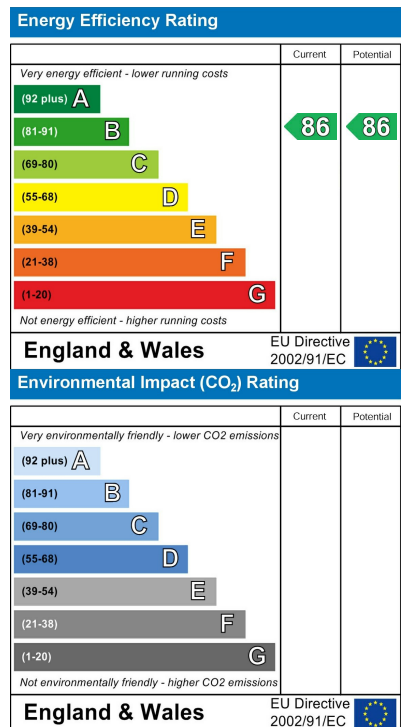 Energy Efficiency Rating
Current Potential
Very energy efficient - lower running costs
(92 plus) A
(81-91) B 86 86
(69-80) C
(55-68) D
(39-54) E
(21-38) F
(1-20) G
Not energy efficient - higher running costs
England & Wales EU Directive
2002/91/EC
Environmental Impact (CO₂) Rating
Current Potential
Very environmentally friendly - lower CO2 emissions
(92 plus) A
(81-91) B
(69-80) C
(55-68) D
(39-54) E
(21-38) F
(1-20) G
Not environmentally friendly - higher CO2 emissions
England & Wales EU Directive
2002/91/EC